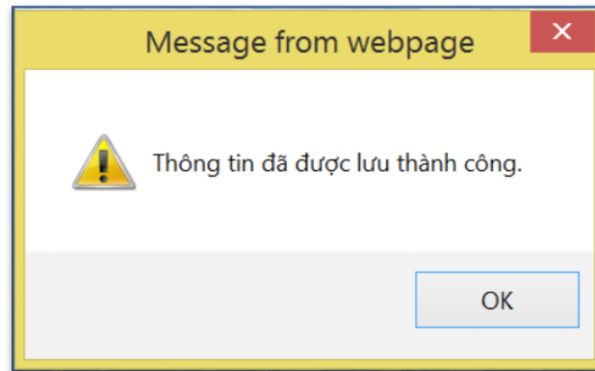 Message from webpage
Thông tin đã được lưu thành công.
OK